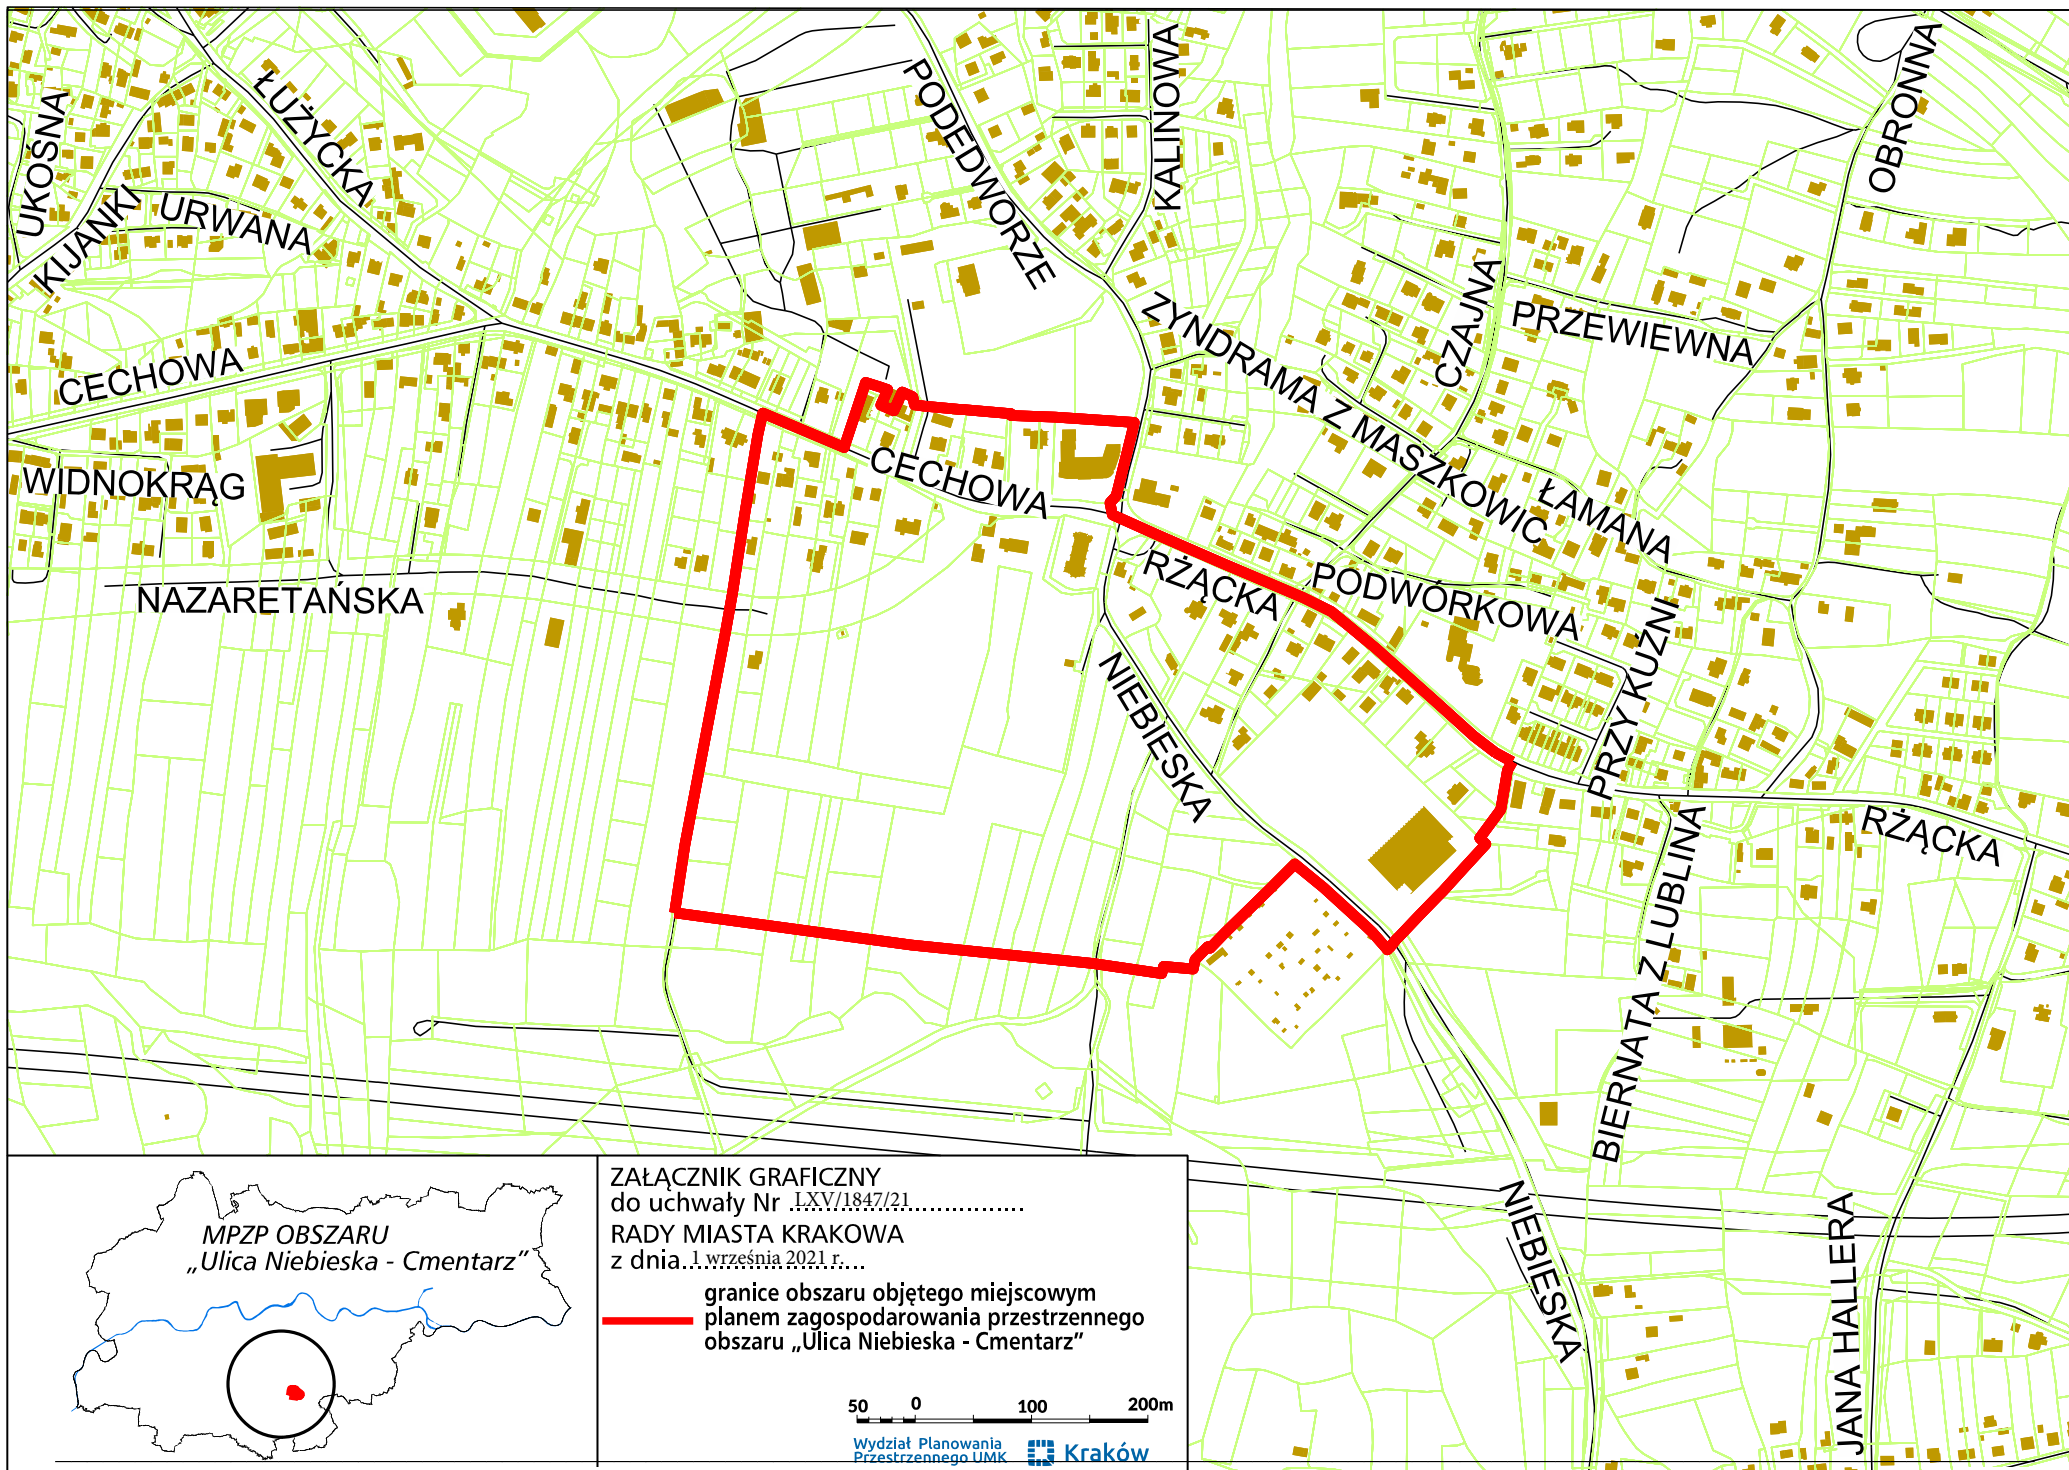 UKOŚNA
ŁUŻYCKA
KIJANKI
URWANA
PODEDWORZE
KALINOWA
OBRONNA
CZAJNA
PRZEWIEWNA
ZYNDRAMA Z MASZKOWIC
CECHOWA
WIDNOKRĄG
CECHOWA
ŁAMANA
NAZARETAŃSKA
RŻĄCKA
PODWÓRKOWA
PRZY KUŹNI
NIEBIESKA
RŻĄCKA
BIERNATA Z LUBLINA
NIEBIESKA
JANA HALLERA
MPZP OBSZARU
„Ulica Niebieska - Cmentarz”
ZAŁĄCZNIK GRAFICZNY
do uchwały Nr LXV/1847/21
RADY MIASTA KRAKOWA
z dnia 1 września 2021 r.
granice obszaru objętego miejscowym
planem zagospodarowania przestrzennego
obszaru „Ulica Niebieska - Cmentarz”
50 0 100 200m
Wydział Planowania
Przestrzennego UMK
Kraków